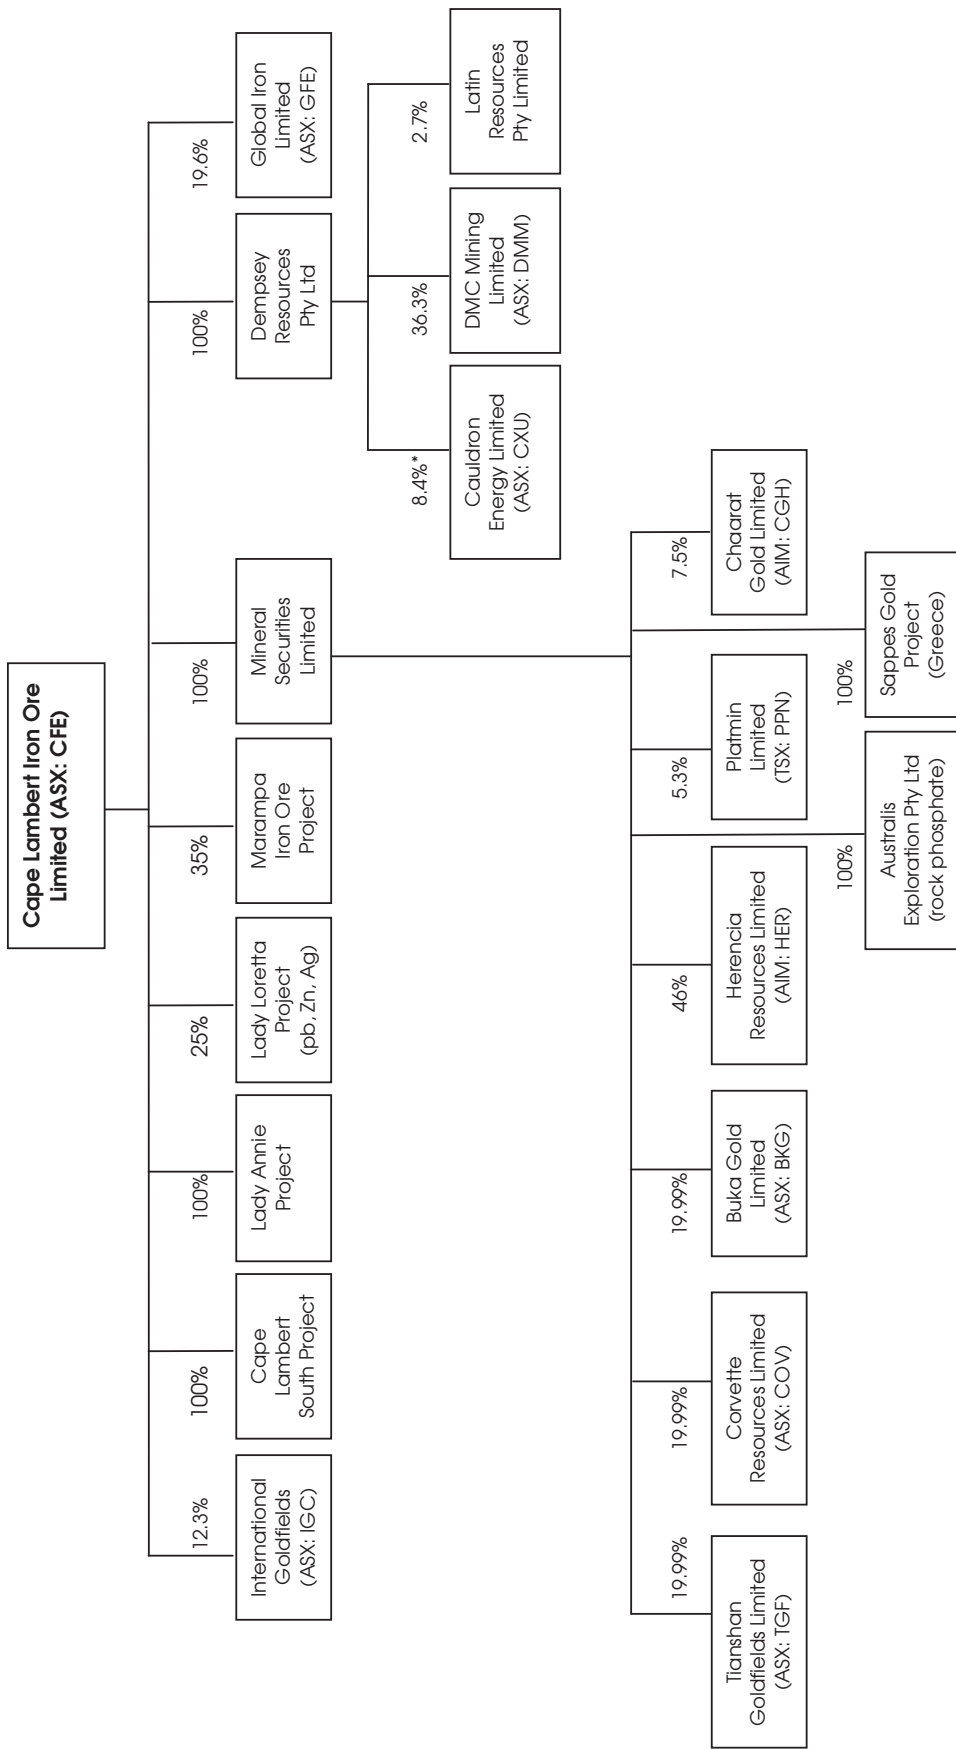 Cape Lambert Iron Ore
Limited (ASX: CFE)
12.3%
100%
100%
25%
35%
100%
100%
19.6%
International
Goldfields
(ASX: IGC)
Cape
Lambert
South Project
Lady Annie
Project
Lady Loretta
Project
(pb, Zn, Ag)
Marampa
Iron Ore
Project
Mineral
Securities
Limited
Dempsey
Resources
Pty Ltd
Global Iron
Limited
(ASX: GFE)
8.4%*
36.3%
2.7%
Cauldron
Energy Limited
(ASX: CXU)
DMC Mining
Limited
(ASX: DMM)
Latin
Resources
Pty Limited
19.99%
19.99%
19.99%
46%
5.3%
7.5%
Tianshan
Goldfields Limited
(ASX: TGF)
Corvette
Resources Limited
(ASX: COV)
Buka Gold
Limited
(ASX: BKG)
Herencia
Resources Limited
(AIM: HER)
Platmin
Limited
(TSX: PPN)
Chaarat
Gold Limited
(AIM: CGH)
100%
100%
Australis
Exploration Pty Ltd
(rock phosphate)
Sappes Gold
Project
(Greece)